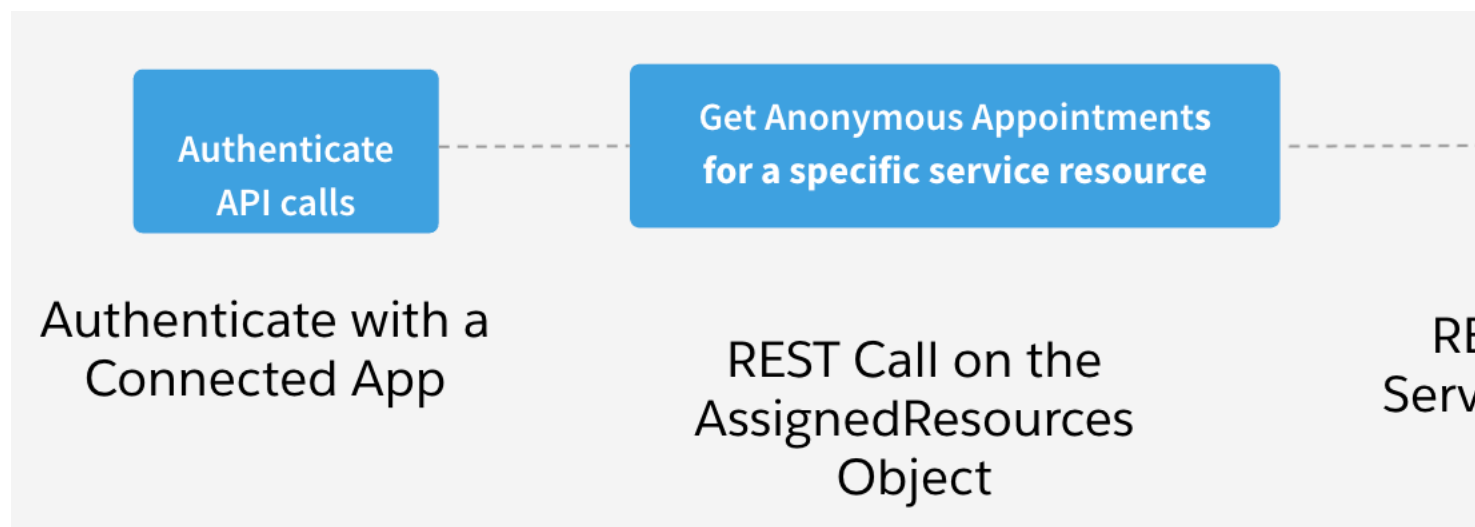 Authenticate
API calls
Get Anonymous Appointments
for a specific service resource
Authenticate with a
Connected App
REST Call on the
AssignedResources
Object